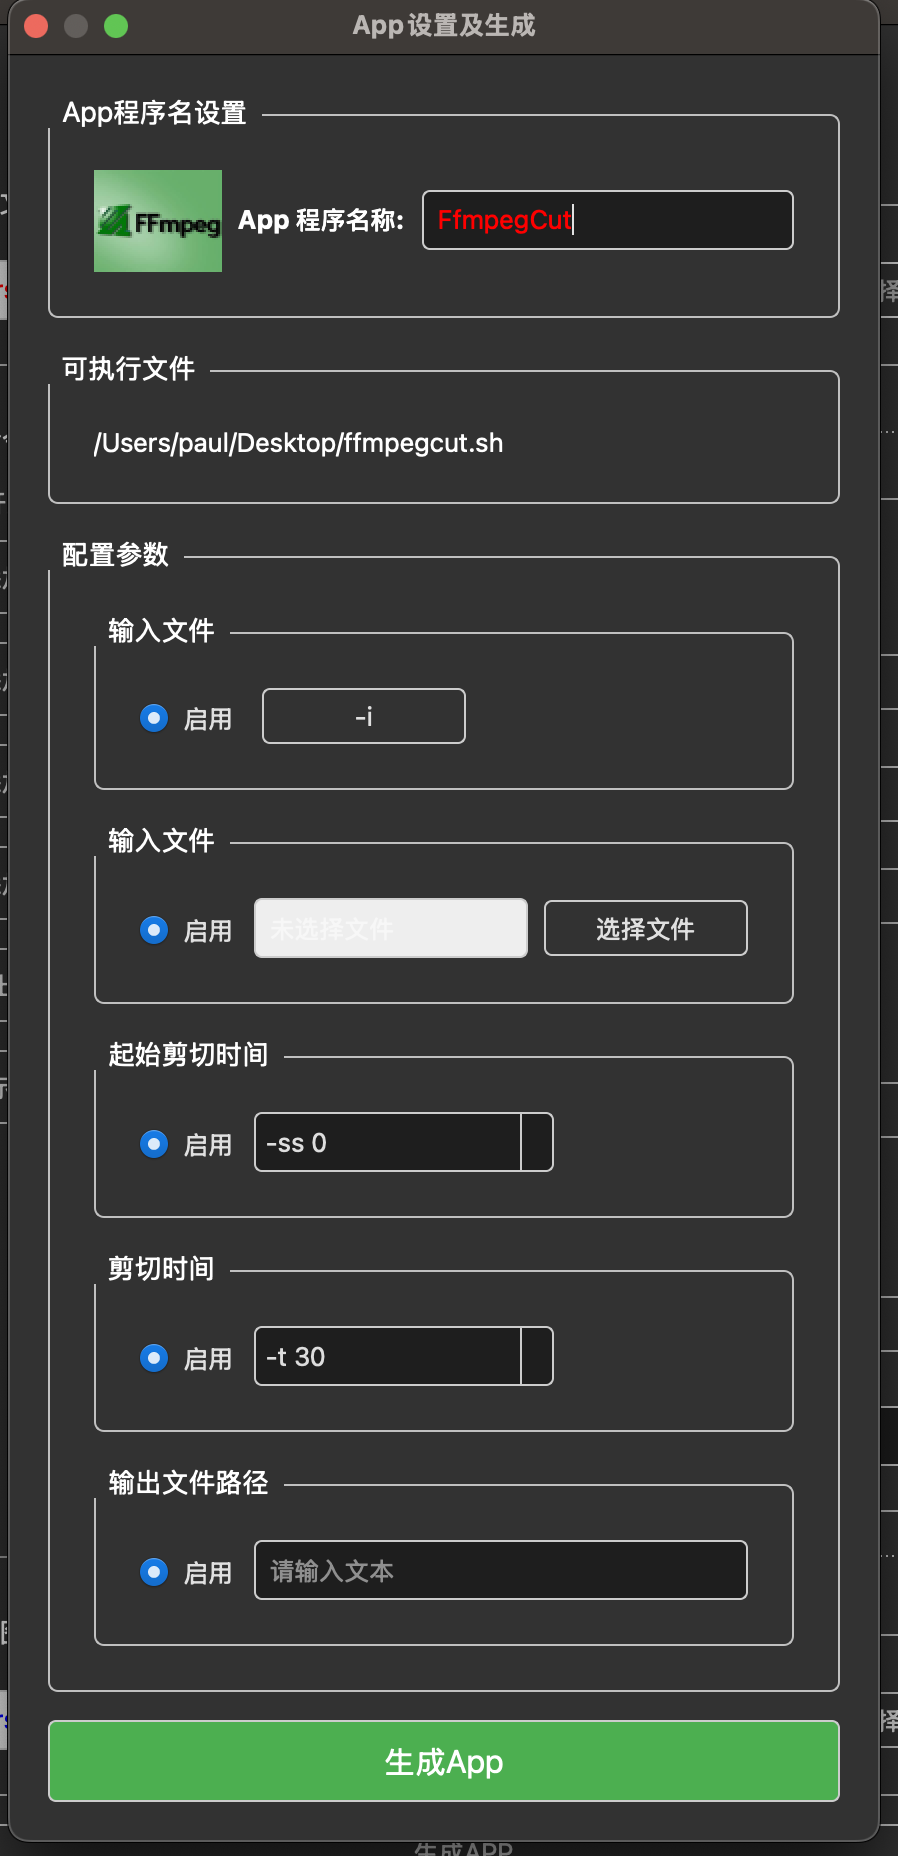 App设置及生成
App程序名设置
FFmpeg
App 程序名称:
FfmpegCut
可执行文件
/Users/paul/Desktop/ffmpegcut.sh
配置参数
输入文件
启用
-i
输入文件
启用
未选择文件
选择文件
起始剪切时间
启用
-ss 0
剪切时间
启用
-t 30
输出文件路径
启用
请输入文本
生成App
生成APP